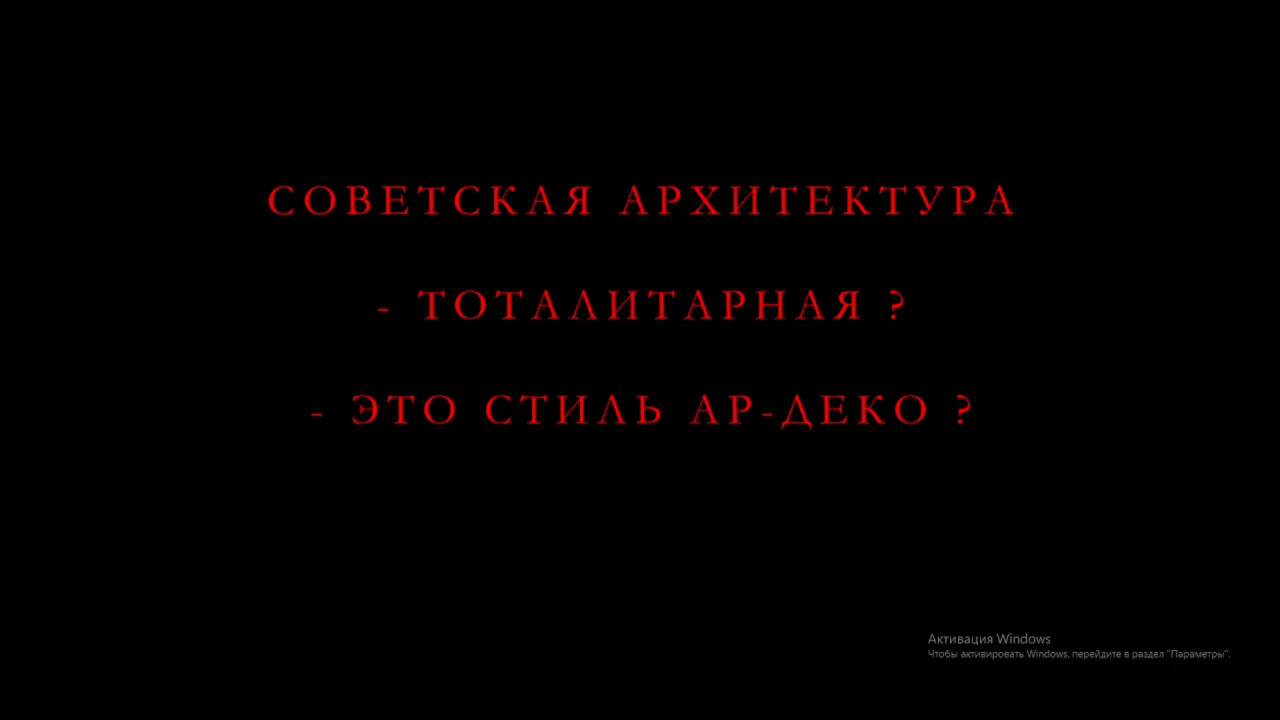 СОВЕТСКАЯ АРХИТЕКТУРА
- ТОТАЛИТАРНАЯ ?
- ЭТО СТИЛЬ АР-ДЕКО ?
Активация Windows
Чтобы активировать Windows, перейдите в раздел "Параметры".